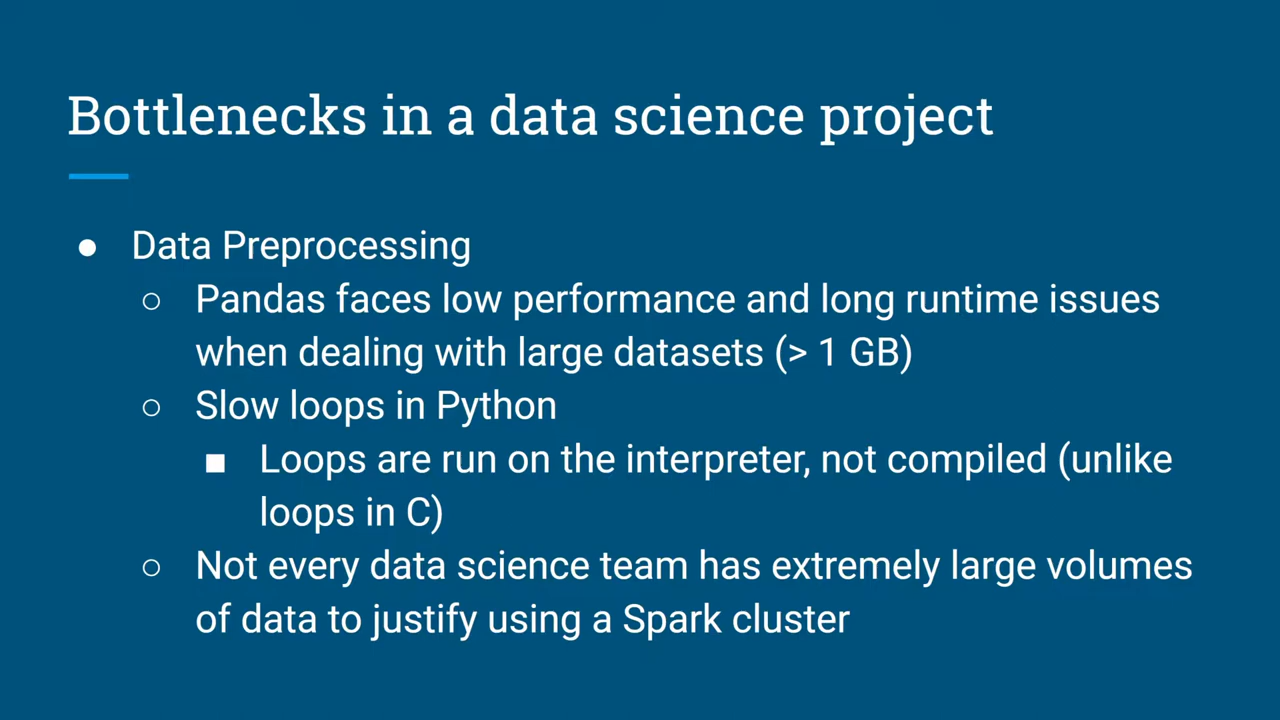 Bottlenecks in a data science project
● Data Preprocessing
○ Pandas faces low performance and long runtime issues
when dealing with large datasets (> 1 GB)
○ Slow loops in Python
■ Loops are run on the interpreter, not compiled (unlike
loops in C)
○ Not every data science team has extremely large volumes
of data to justify using a Spark cluster